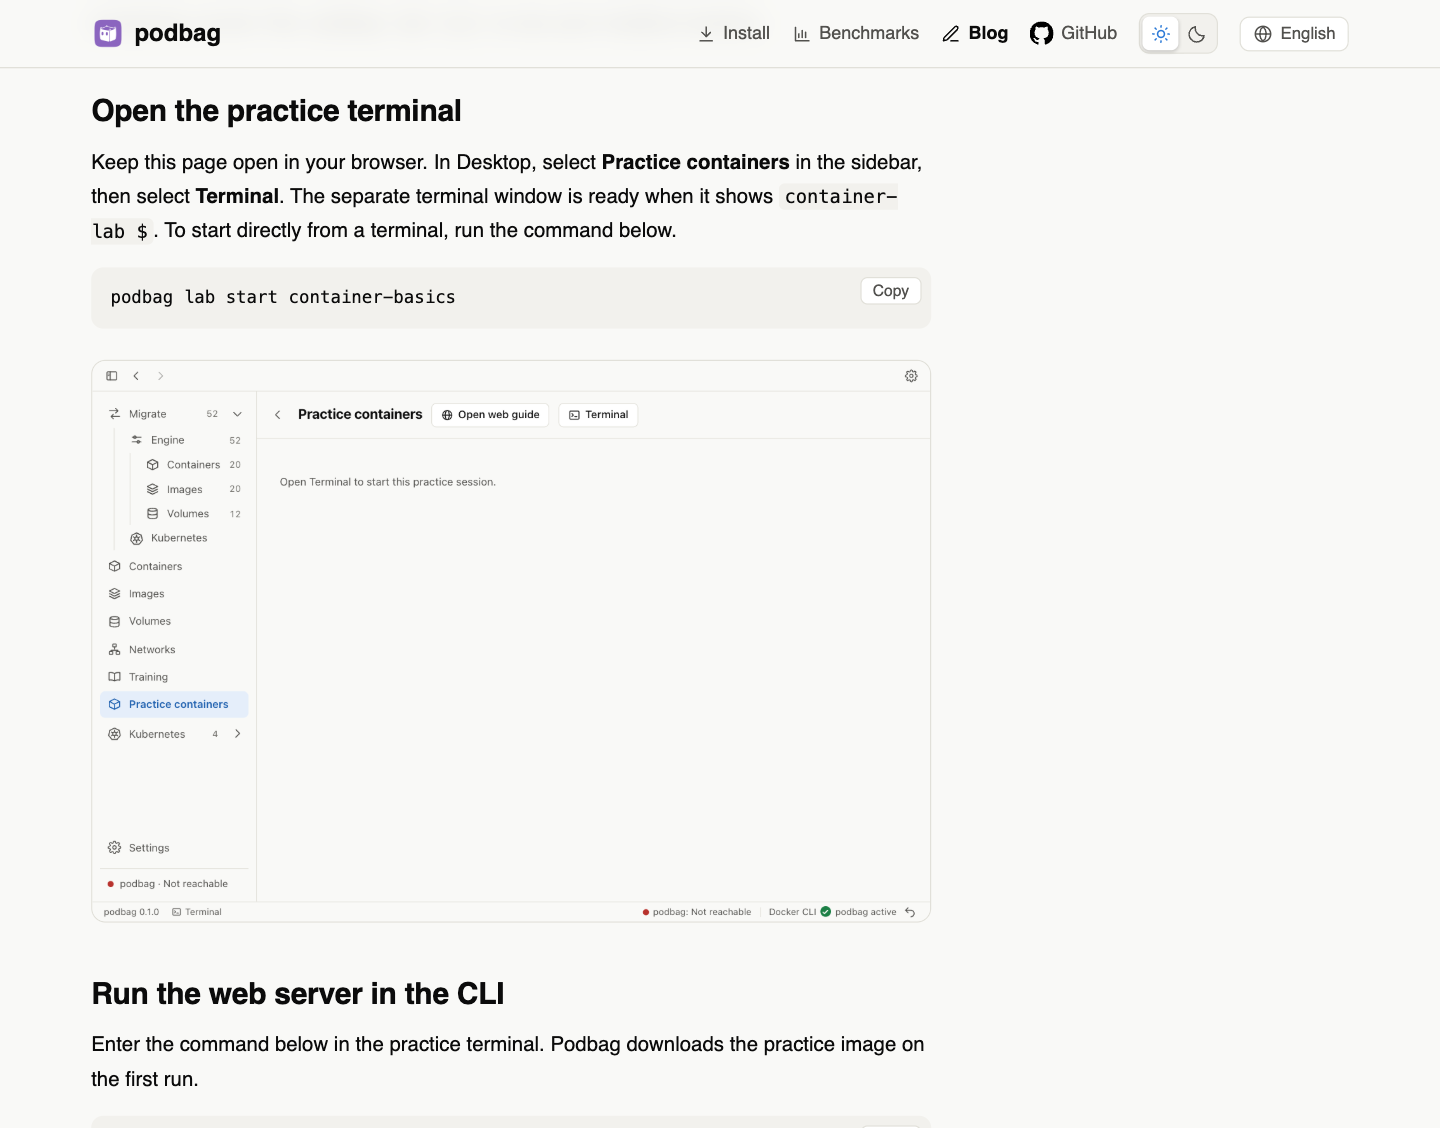 podbag
Install
Benchmarks
Blog
GitHub
English
Open the practice terminal
Keep this page open in your browser. In Desktop, select Practice containers in the sidebar,
then select Terminal. The separate terminal window is ready when it shows container-
lab $. To start directly from a terminal, run the command below.
podbag lab start container-basics
Copy
Migrate 52
Engine 52
Containers 20
Images 20
Volumes 12
Kubernetes
Containers
Images
Volumes
Networks
Training
Practice containers
Kubernetes 4
Settings
podbag · Not reachable
Practice containers
Open web guide
Terminal
Open Terminal to start this practice session.
podbag 0.1.0
Terminal
podbag: Not reachable
Docker CLI
podbag active
Run the web server in the CLI
Enter the command below in the practice terminal. Podbag downloads the practice image on
the first run.